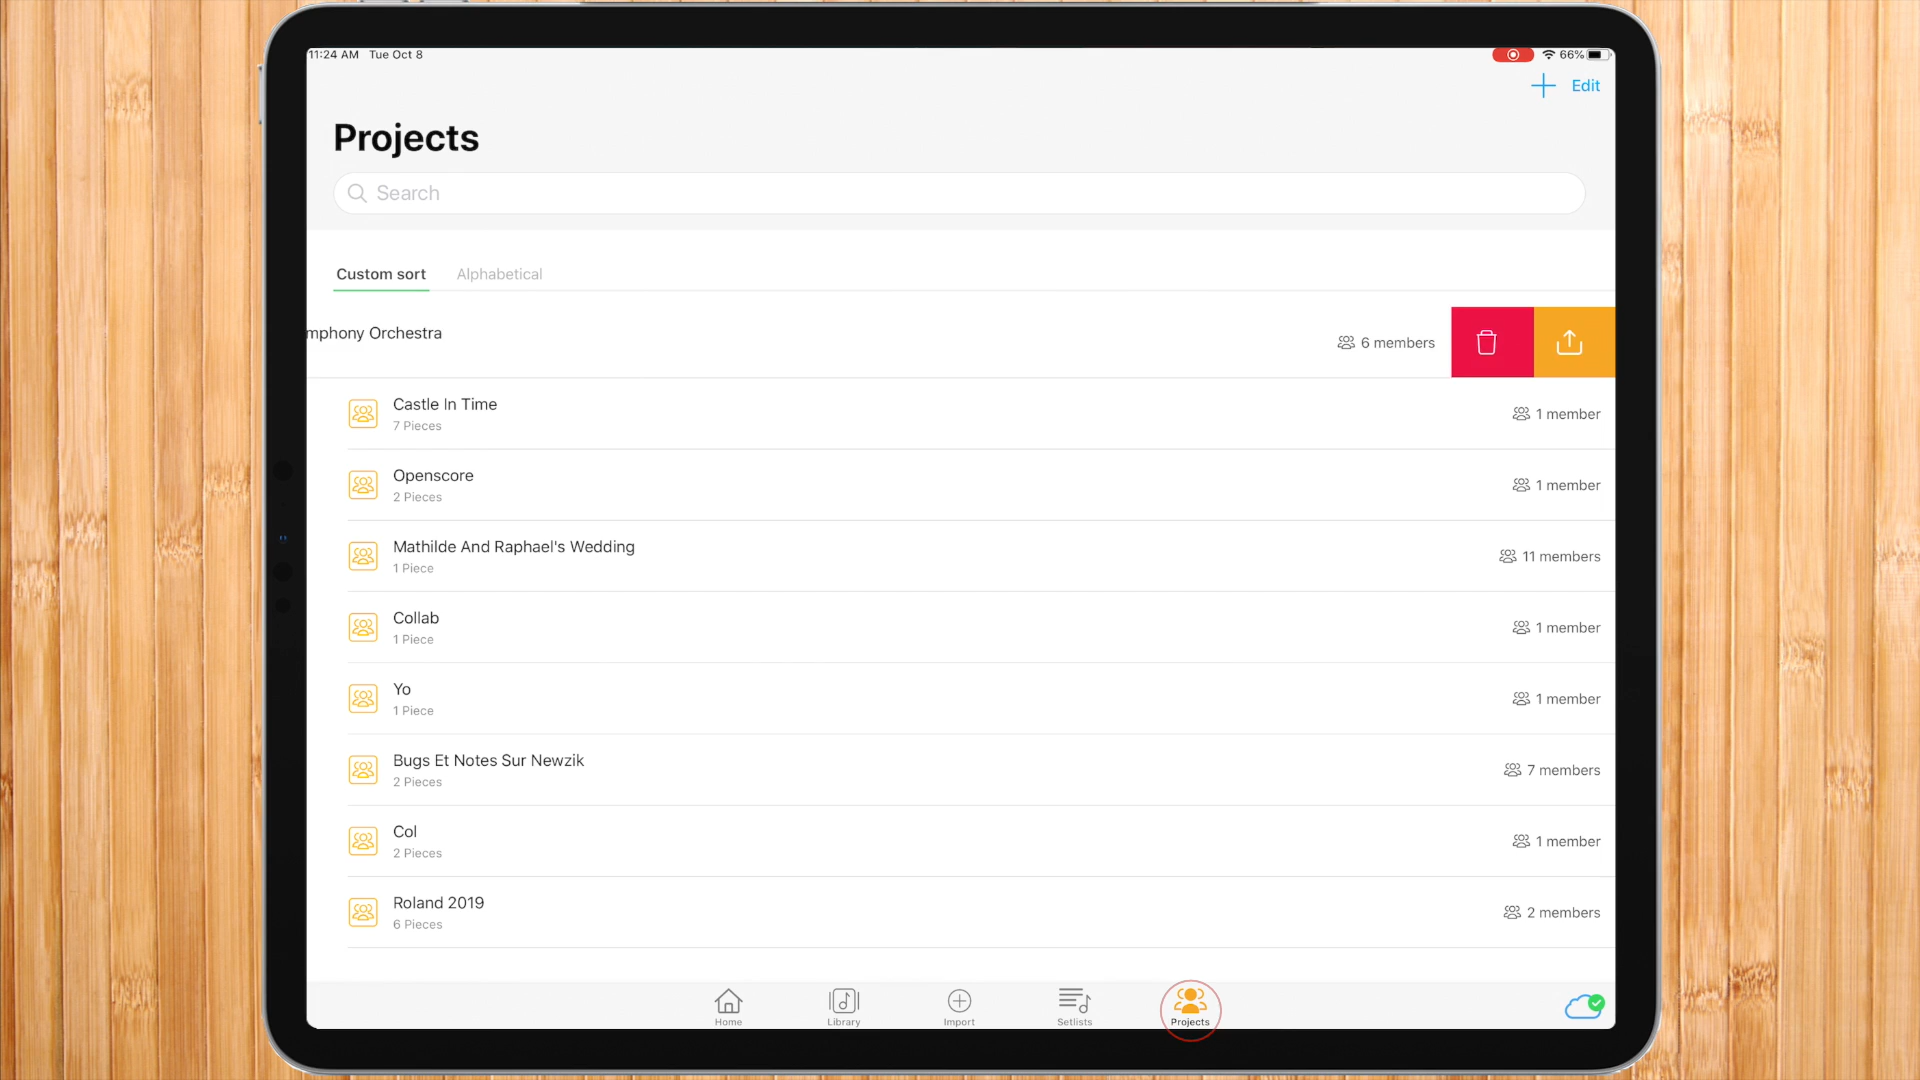 11:24 AM Tue Oct 8
66%
Edit
Projects
Search
Custom sort Alphabetical
mphony Orchestra
6 members
Castle In Time
7 Pieces
1 member
Openscore
2 Pieces
1 member
Mathilde And Raphael's Wedding
1 Piece
11 members
Collab
1 Piece
1 member
Yo
1 Piece
1 member
Bugs Et Notes Sur Newzik
2 Pieces
7 members
Col
2 Pieces
1 member
Roland 2019
6 Pieces
2 members
Home Library Import Setlists Projects